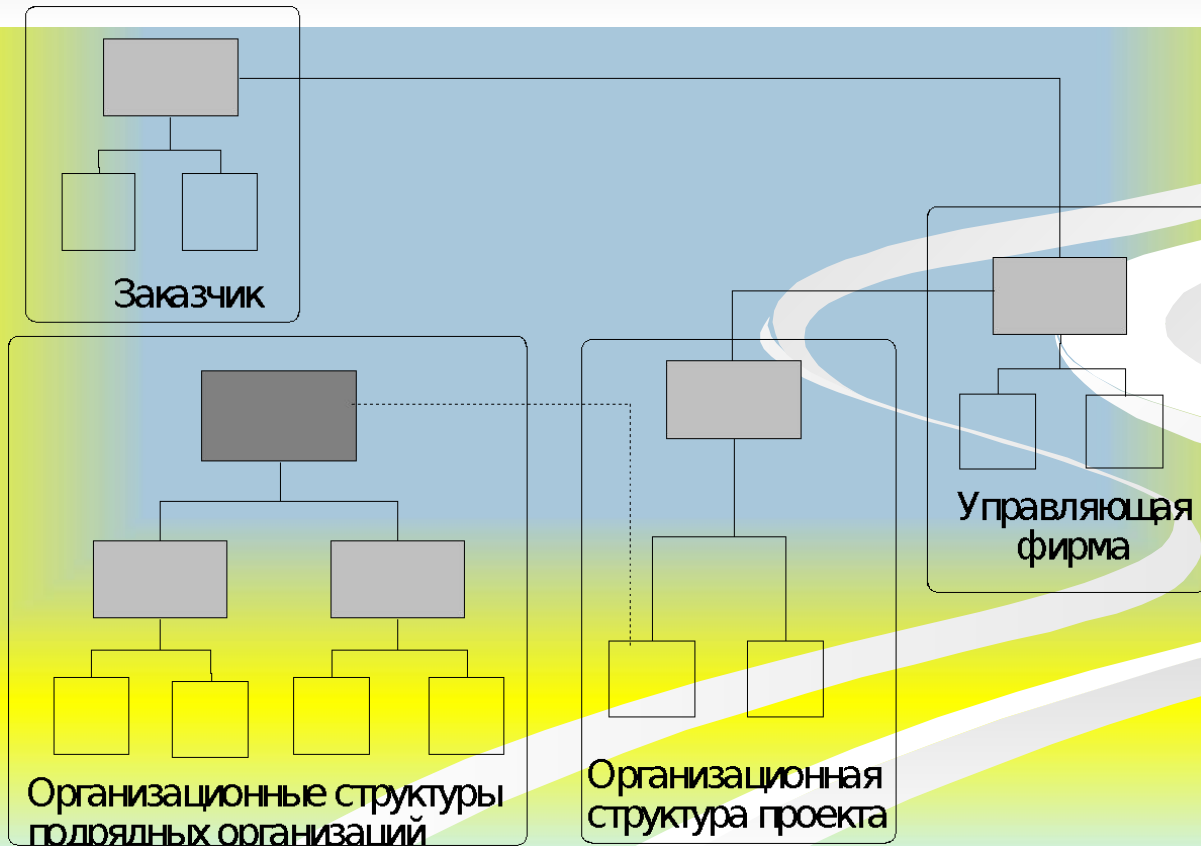 Заказчик
Управляющая
фирма
Организационные структуры
подрядных организаций
Организационная
структура проекта